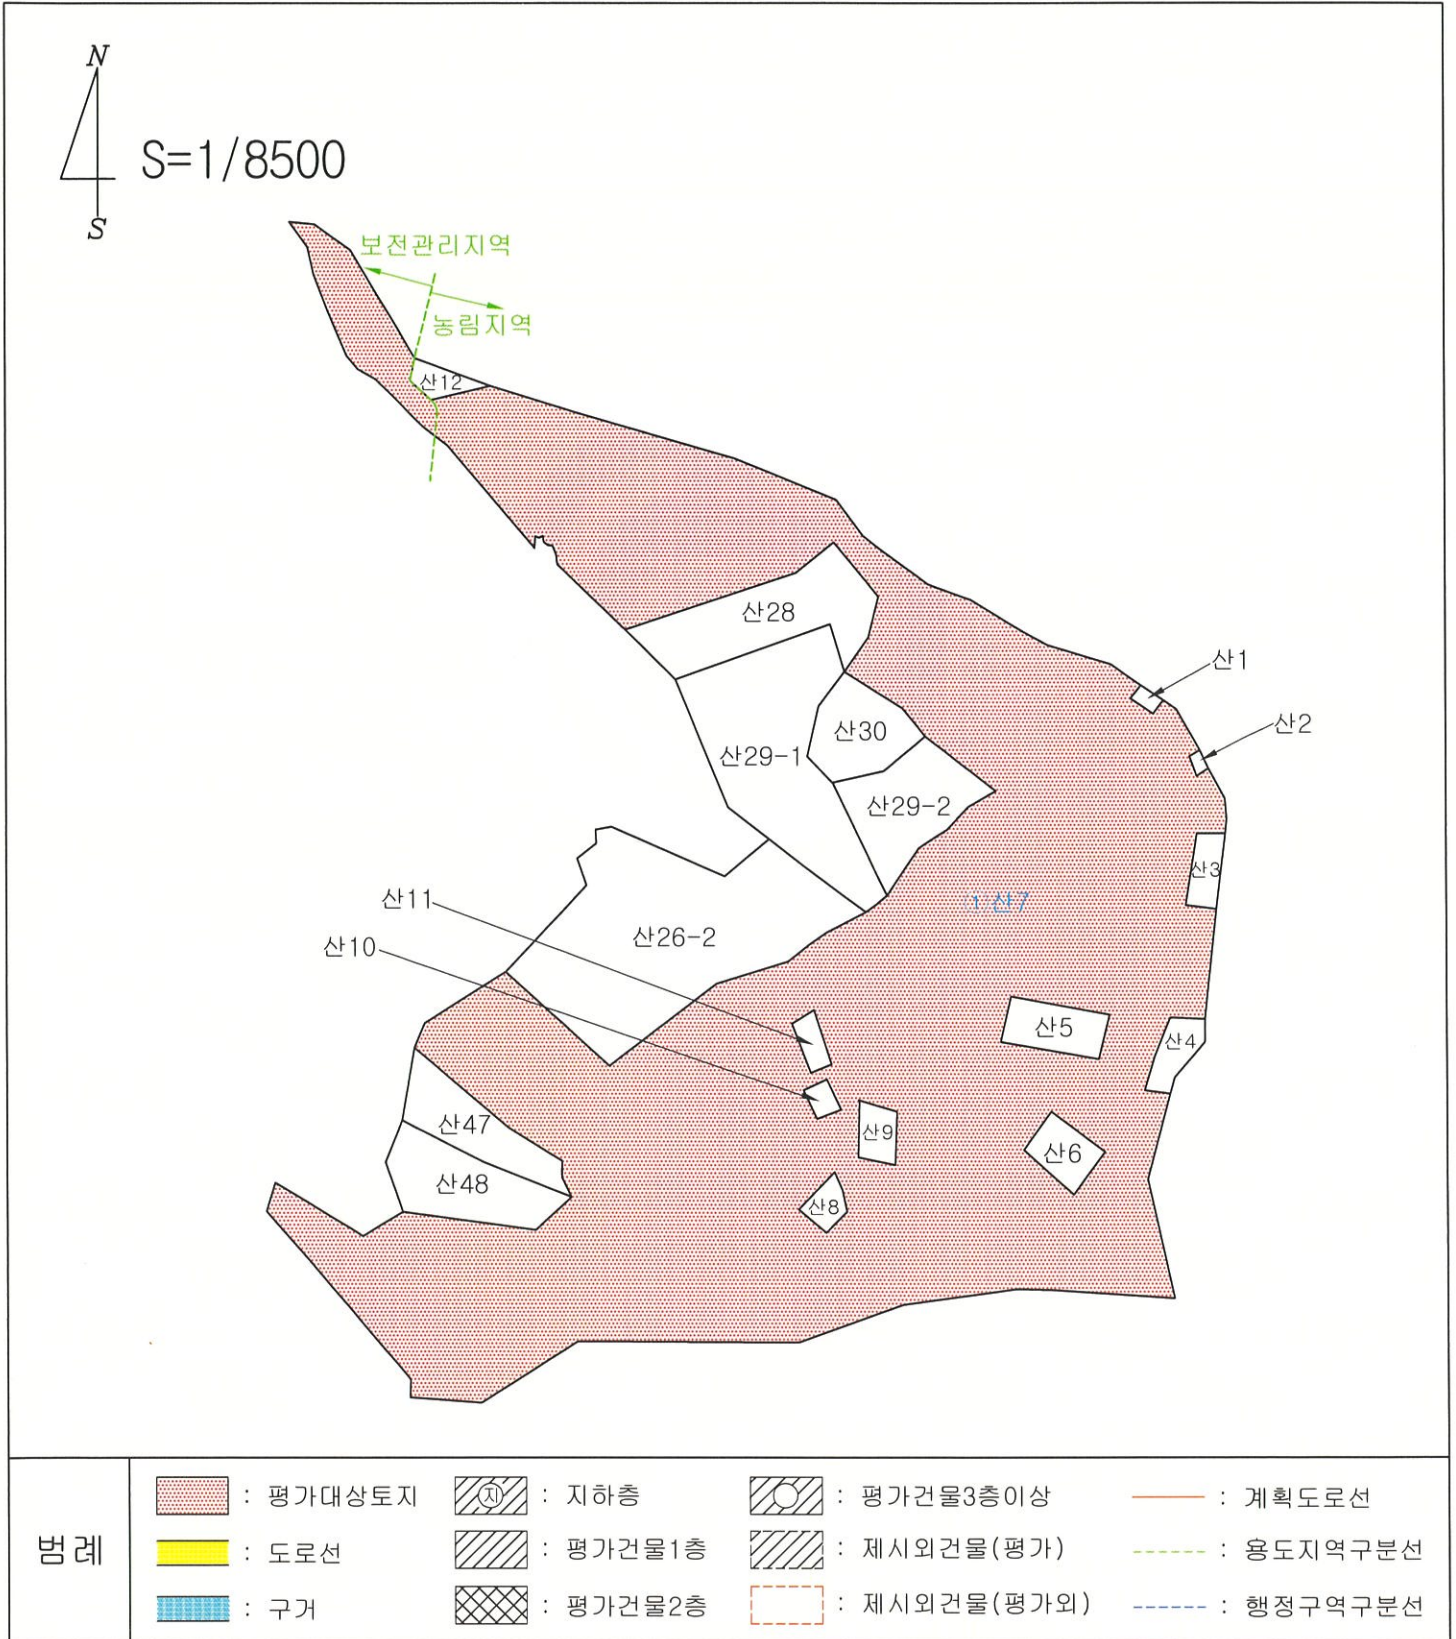 N
S=1/8500
S
보전관리지역
농림지역
산12
산28
산1
산30
산2
산29-1
산29-2
산3
산11
산7
산10
산26-2
산5
산4
산47
산9
산6
산48
산8
범례
: 평가대상토지
지 : 지하층
: 평가건물3층이상
: 계획도로선
: 도로선
: 평가건물1층
: 제시외건물(평가)
: 용도지역구분선
: 구거
: 평가건물2층
: 제시외건물(평가외)
: 행정구역구분선